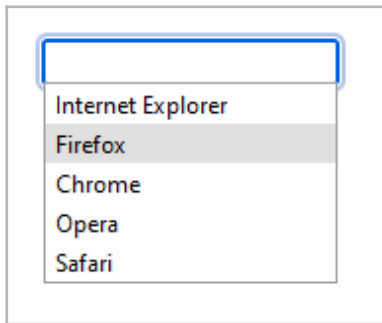 Internet Explorer
Firefox
Chrome
Opera
Safari